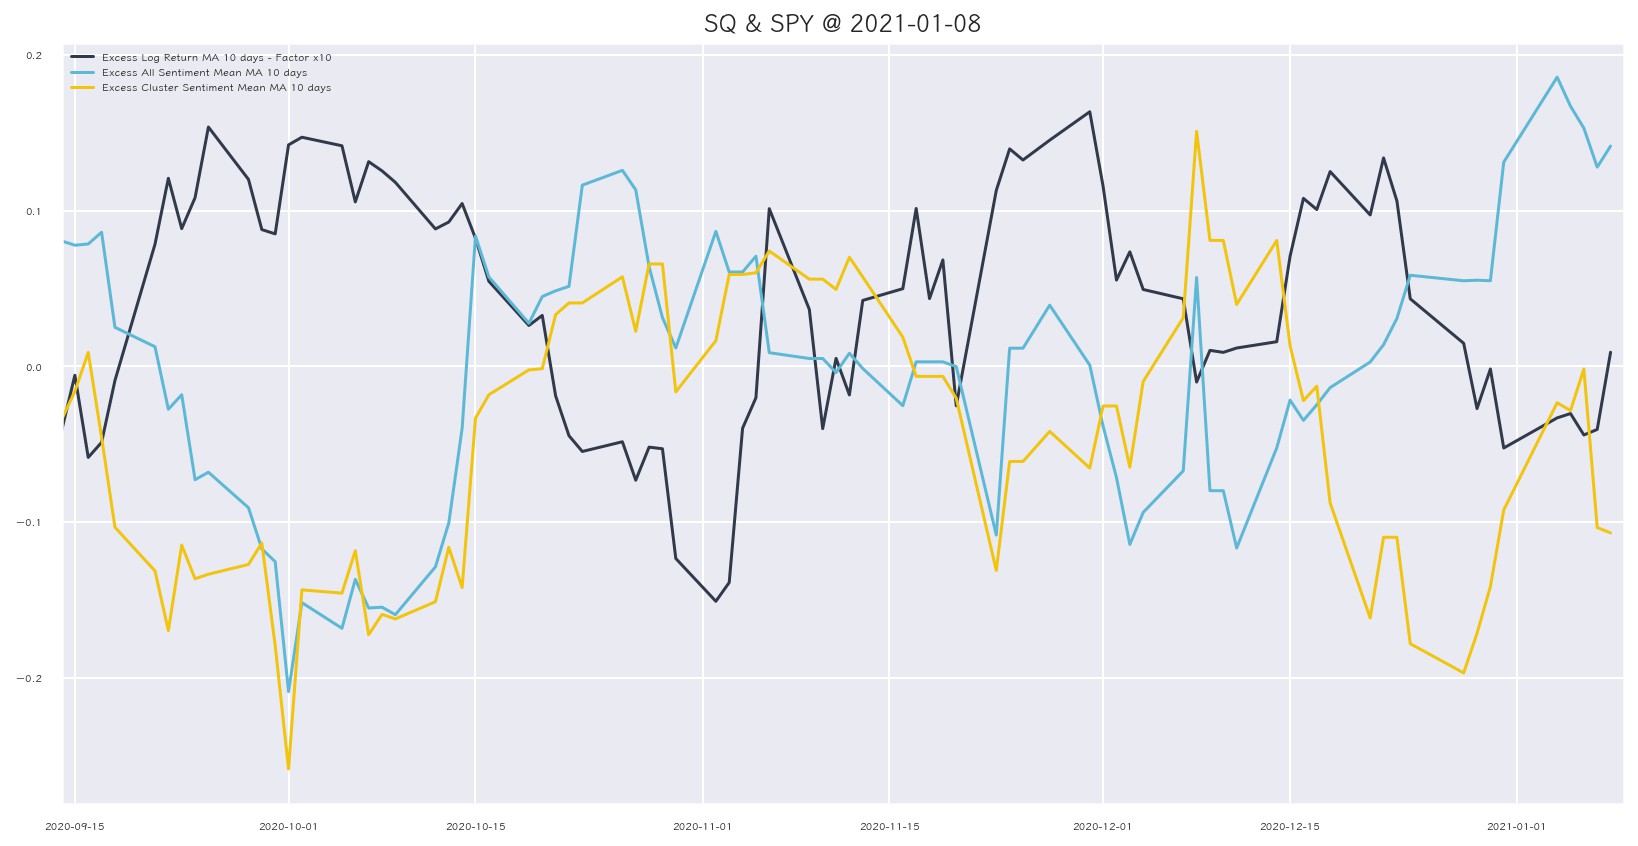 SQ & SPY @ 2021-01-08
Excess Log Return MA 10 days - Factor x10
Excess All Sentiment Mean MA 10 days
Excess Cluster Sentiment Mean MA 10 days
0.2
0.1
0.0
−0.1
−0.2
2020-09-15 2020-10-01 2020-10-15 2020-11-01 2020-11-15 2020-12-01 2020-12-15 2021-01-01